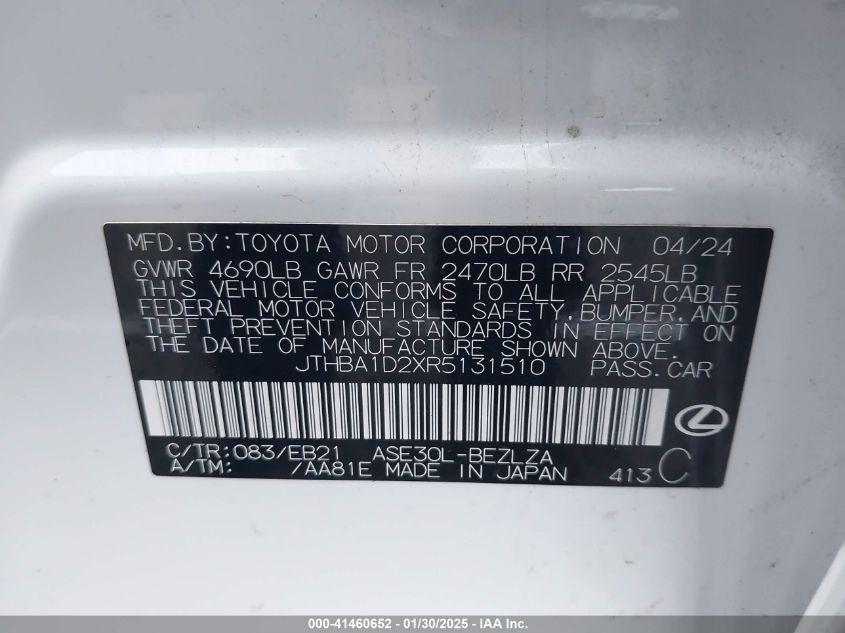 MFD.BY:TOYOTA MOTOR CORPORATION 04/24
GVWR 4690LB GAWR FR 2470LB RR 2545LB
THIS VEHICLE CONFORMS TO ALL APPLICABLE
FEDERAL MOTOR VEHICLE SAFETY,BUMPER,AND
THEFT PREVENTION STANDARDS IN EFFECT ON
THE DATE OF MANUFACTURE SHOWN ABOVE.
JTHBA1D2XR5131510 PASS.CAR
C/TR:083/EB21 ASE30L-BEZLZA
A/TM: /AA81E MADE IN JAPAN 413 C
000-41460652 - 01/30/2025 - IAAI.com